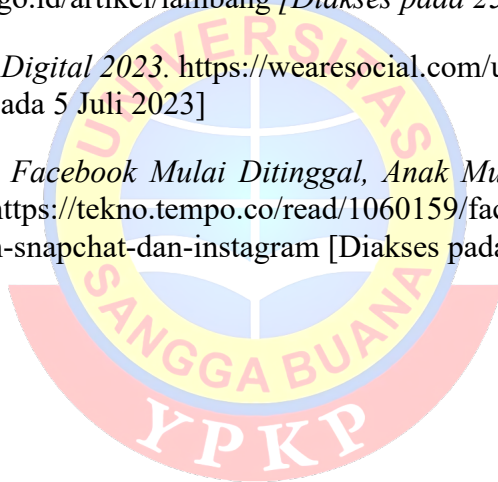 go.id/artikel/lambang [Diakses pada 25
Digital 2023. https://wearesocial.com/u
ada 5 Juli 2023]
Facebook Mulai Ditinggal, Anak Mu
https://tekno.tempo.co/read/1060159/fac
-snapchat-dan-instagram [Diakses pada
UNIVERSITAS
SANGGA BUANA
YPKP